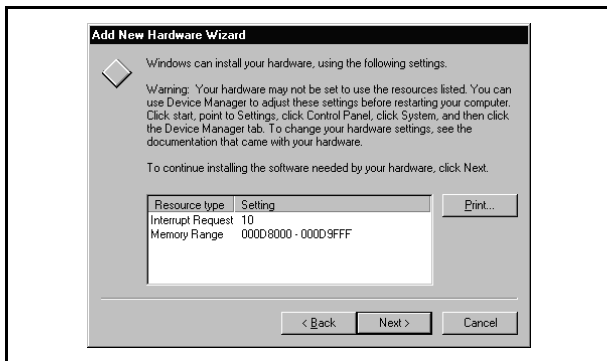 Add New Hardware Wizard
Windows can install your hardware, using the following settings.
Warning: Your hardware may not be set to use the resources listed. You can
use Device Manager to adjust these settings before restarting your computer.
Click start, point to Settings, click Control Panel, click System, and then click
the Device Manager tab. To change your hardware settings, see the
documentation that came with your hardware.
To continue installing the software needed by your hardware, click Next.
Resource type Setting
Interrupt Request 10
Memory Range 000D8000 - 000D9FFF
Print...
< Back Next > Cancel